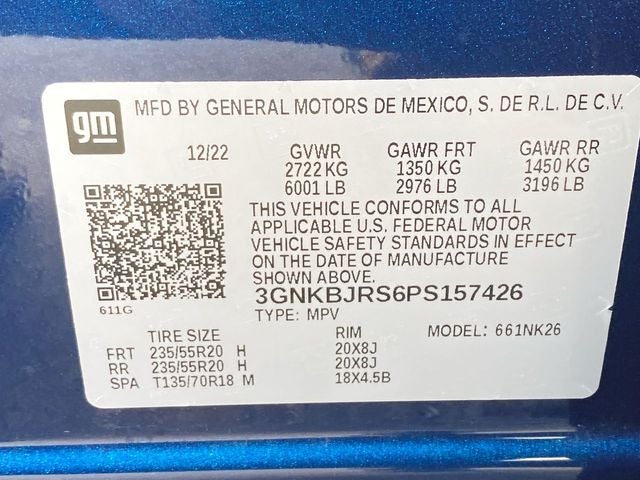 gm
MFD BY GENERAL MOTORS DE MEXICO, S. DE R.L. DE C.V.
12/22 GVWR GAWR FRT GAWR RR
2722 KG 1350 KG 1450 KG
6001 LB 2976 LB 3196 LB
THIS VEHICLE CONFORMS TO ALL
APPLICABLE U.S. FEDERAL MOTOR
VEHICLE SAFETY STANDARDS IN EFFECT
ON THE DATE OF MANUFACTURE
SHOWN ABOVE.
3GNKBJRS6PS157426
611G
TYPE: MPV
TIRE SIZE RIM MODEL: 661NK26
FRT 235/55R20 H 20X8J
RR 235/55R20 H 20X8J
SPA T135/70R18 M 18X4.5B